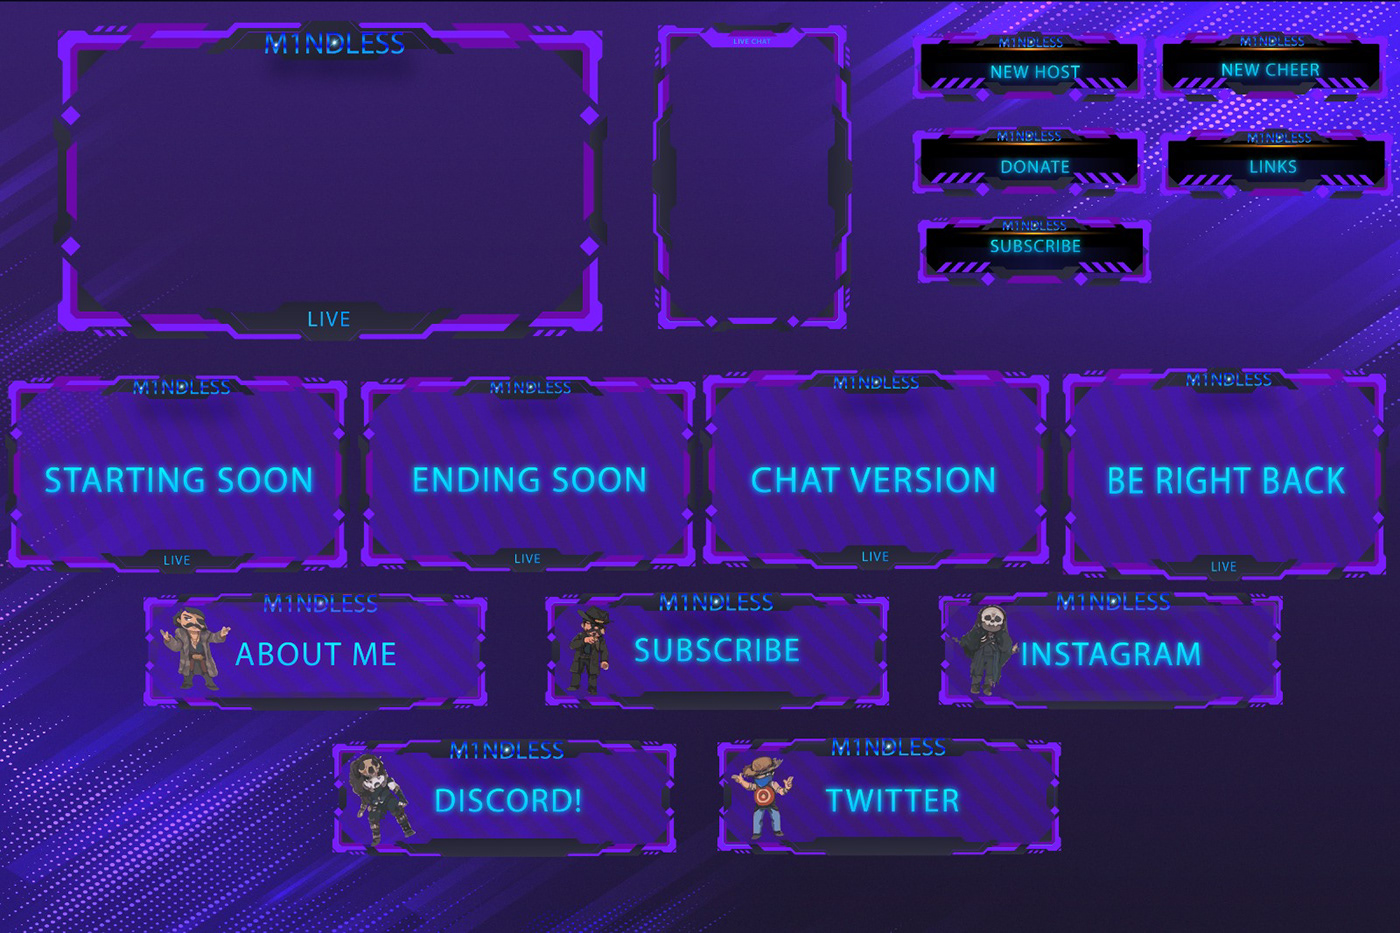 M1NDLESS
LIVE
LIVE CHAT
M1NDLESS
NEW HOST
M1NDLESS
NEW CHEER
M1NDLESS
DONATE
M1NDLESS
LINKS
M1NDLESS
SUBSCRIBE
M1NDLESS
STARTING SOON
LIVE
M1NDLESS
ENDING SOON
LIVE
M1NDLESS
CHAT VERSION
LIVE
M1NDLESS
BE RIGHT BACK
LIVE
M1NDLESS
ABOUT ME
M1NDLESS
SUBSCRIBE
M1NDLESS
INSTAGRAM
M1NDLESS
DISCORD!
M1NDLESS
TWITTER